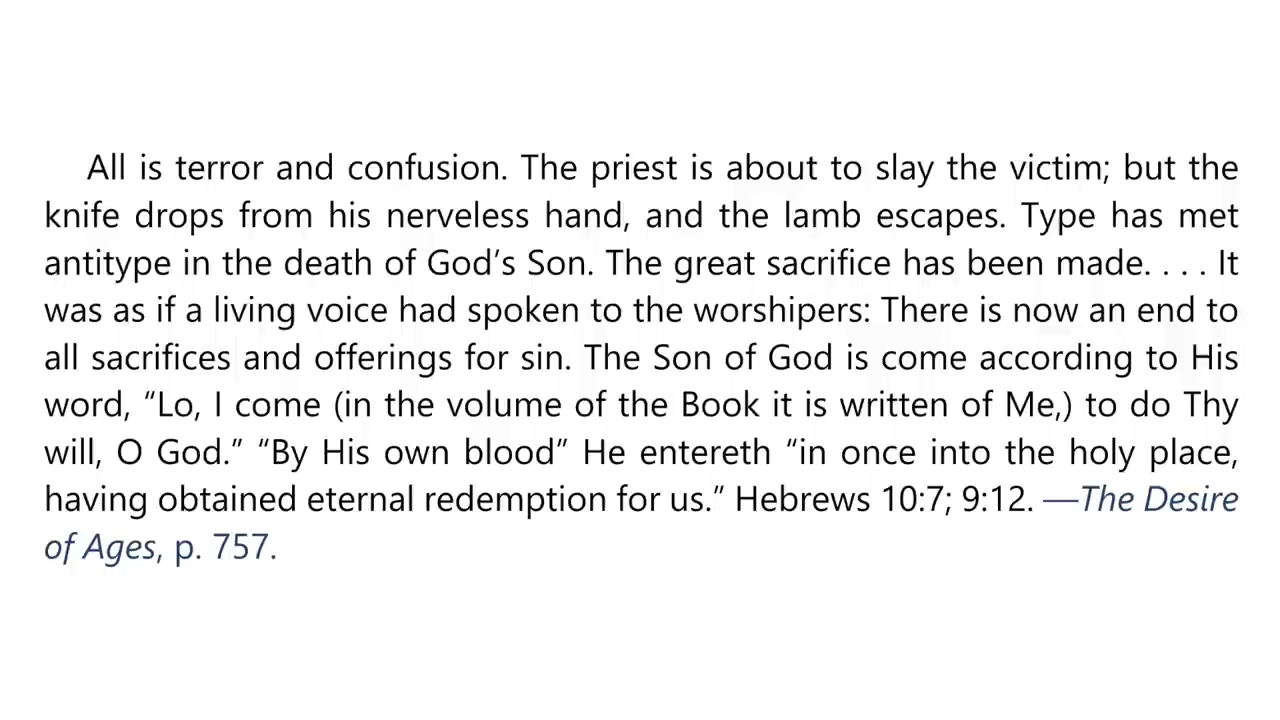 All is terror and confusion. The priest is about to slay the victim; but the
knife drops from his nerveless hand, and the lamb escapes. Type has met
antitype in the death of God’s Son. The great sacrifice has been made. . . . It
was as if a living voice had spoken to the worshipers: There is now an end to
all sacrifices and offerings for sin. The Son of God is come according to His
word, “Lo, I come (in the volume of the Book it is written of Me,) to do Thy
will, O God.” “By His own blood” He entereth “in once into the holy place,
having obtained eternal redemption for us.” Hebrews 10:7; 9:12. —The Desire
of Ages, p. 757.